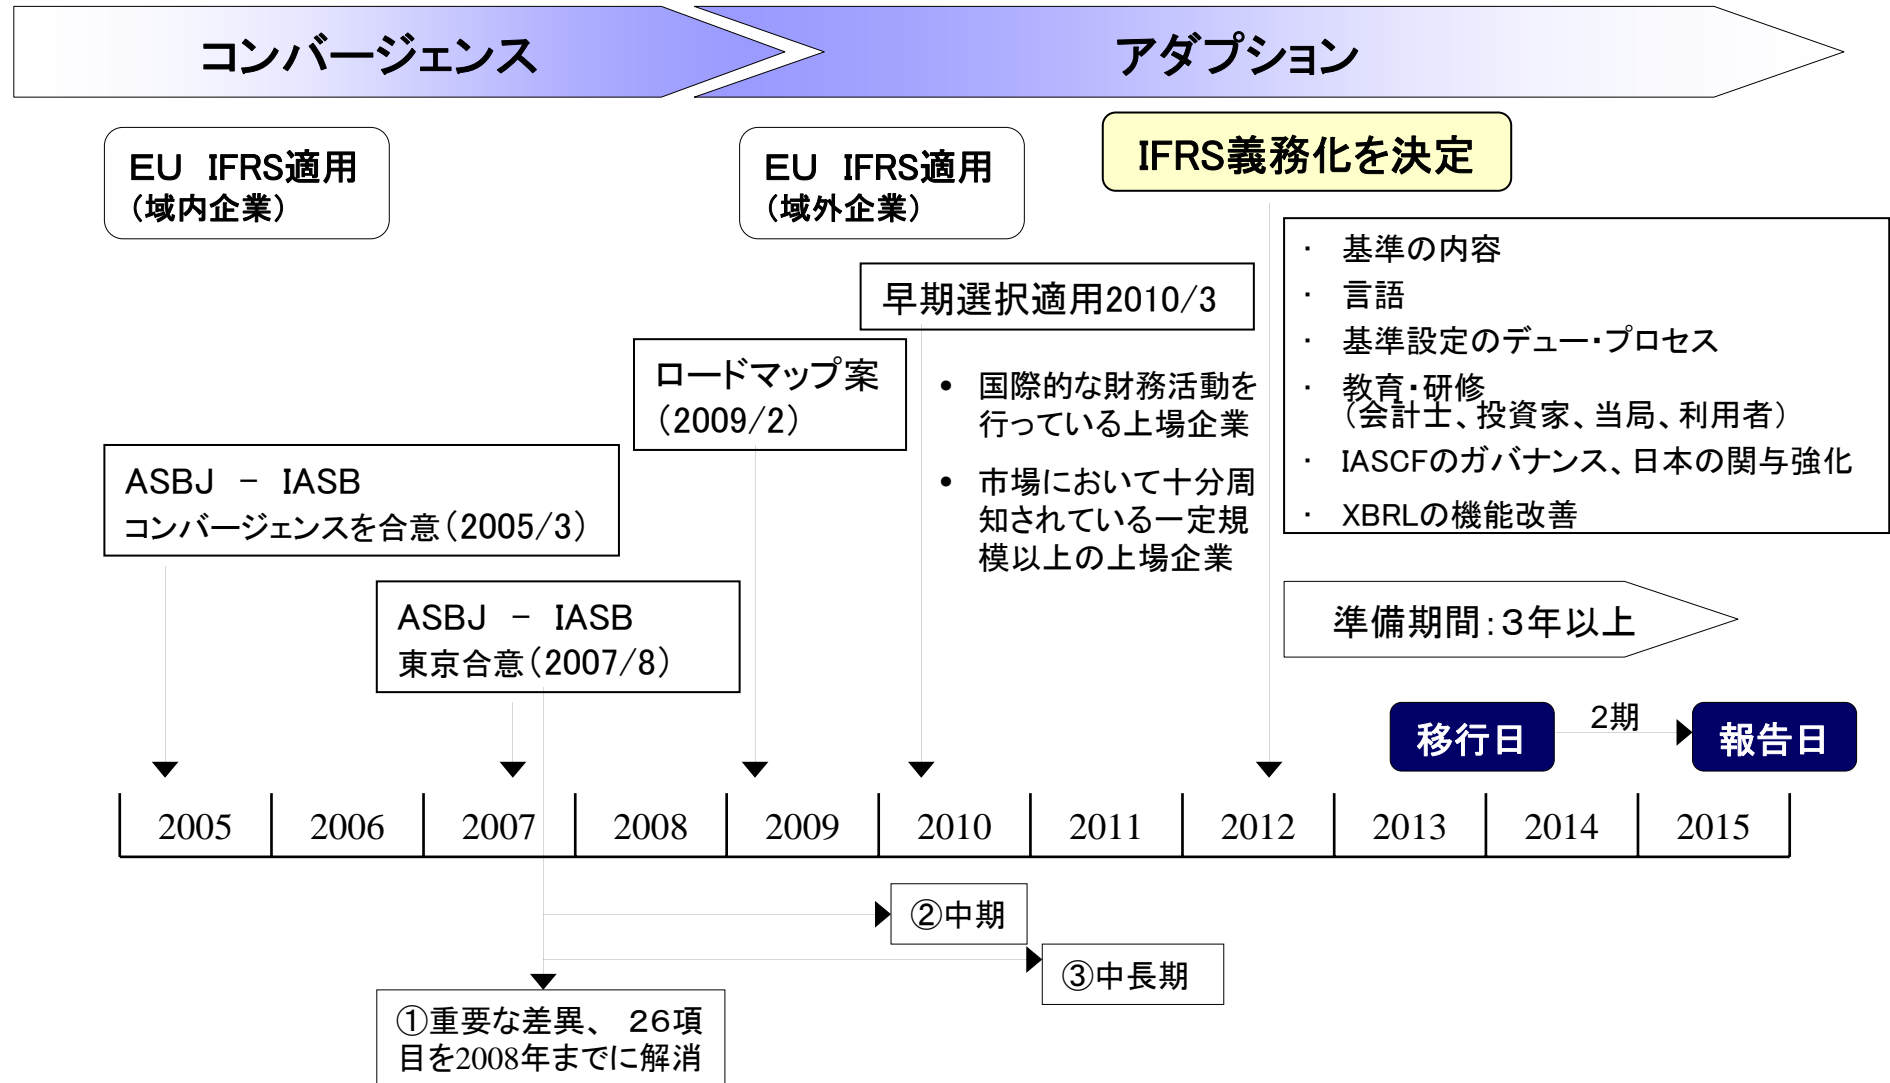 コンバージェンス
アダプション
EU IFRS適用
（域内企業）
EU IFRS適用
（域外企業）
IFRS義務化を決定
・ 基準の内容
・ 言語
・ 基準設定のデュー・プロセス
・ 教育・研修
（会計士、投資家、当局、利用者）
・ IASCFのガバナンス、日本の関与強化
・ XBRLの機能改善
早期選択適用2010/3
• 国際的な財務活動を
行っている上場企業
• 市場において十分周
知されている一定規
模以上の上場企業
ロードマップ案
（2009/2）
ASBJ － IASB
コンバージェンスを合意（2005/3）
ASBJ － IASB
東京合意（2007/8）
準備期間：３年以上
移行日
2期
報告日
2005 2006 2007 2008 2009 2010 2011 2012 2013 2014 2015
②中期
③中長期
①重要な差異、 26項
目を2008年までに解消